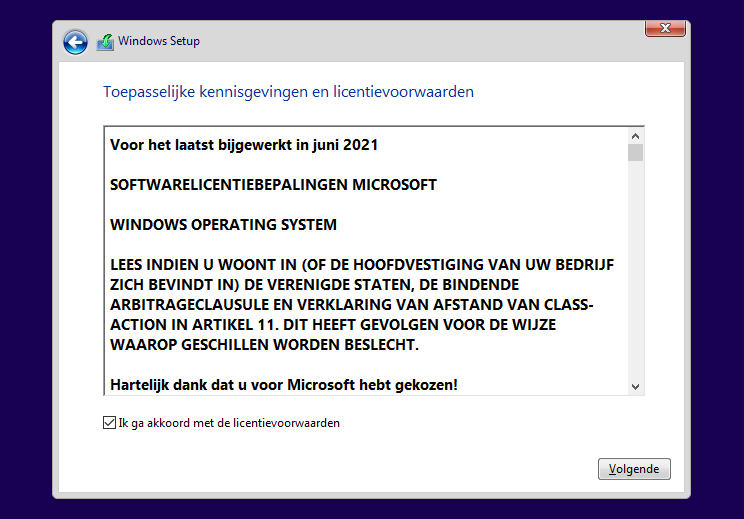 Windows Setup
Toepasselijke kennisgevingen en licentievoorwaarden
Voor het laatst bijgewerkt in juni 2021
SOFTWARELICENTIEBEPALINGEN MICROSOFT
WINDOWS OPERATING SYSTEM
LEES INDIEN U WOONT IN (OF DE HOOFDVESTIGING VAN UW BEDRIJF
ZICH BEVINDT IN) DE VERENIGDE STATEN, DE BINDENDE
ARBITRAGECLAUSULE EN VERKLARING VAN AFSTAND VAN CLASS-
ACTION IN ARTIKEL 11. DIT HEEFT GEVOLGEN VOOR DE WIJZE
WAAROP GESCHILLEN WORDEN BESLECHT.
Hartelijk dank dat u voor Microsoft hebt gekozen!
Ik ga akkoord met de licentievoorwaarden
Volgende